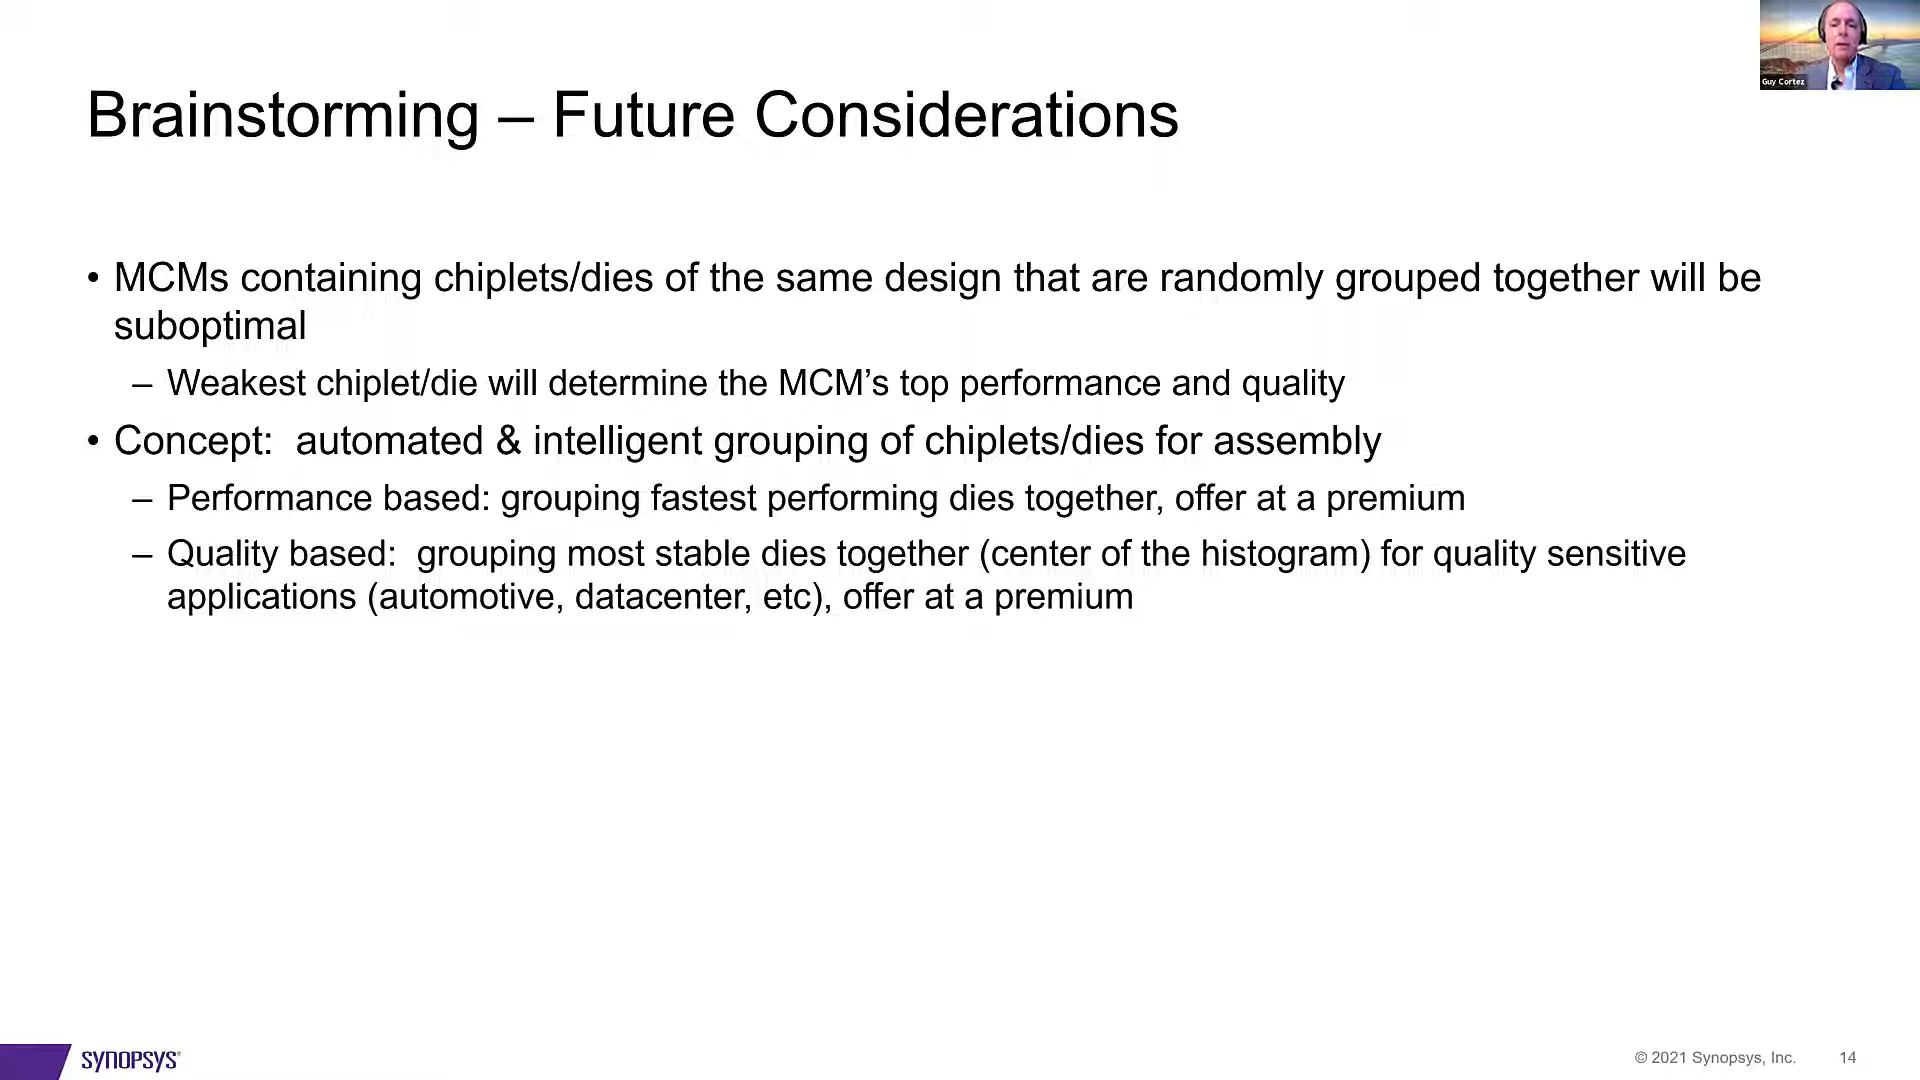 Guy Cortez
Brainstorming – Future Considerations
• MCMs containing chiplets/dies of the same design that are randomly grouped together will be
suboptimal
– Weakest chiplet/die will determine the MCM’s top performance and quality
• Concept:  automated & intelligent grouping of chiplets/dies for assembly
– Performance based: grouping fastest performing dies together, offer at a premium
– Quality based:  grouping most stable dies together (center of the histogram) for quality sensitive
applications (automotive, datacenter, etc), offer at a premium
SYNOPSYS®
© 2021 Synopsys, Inc.
14